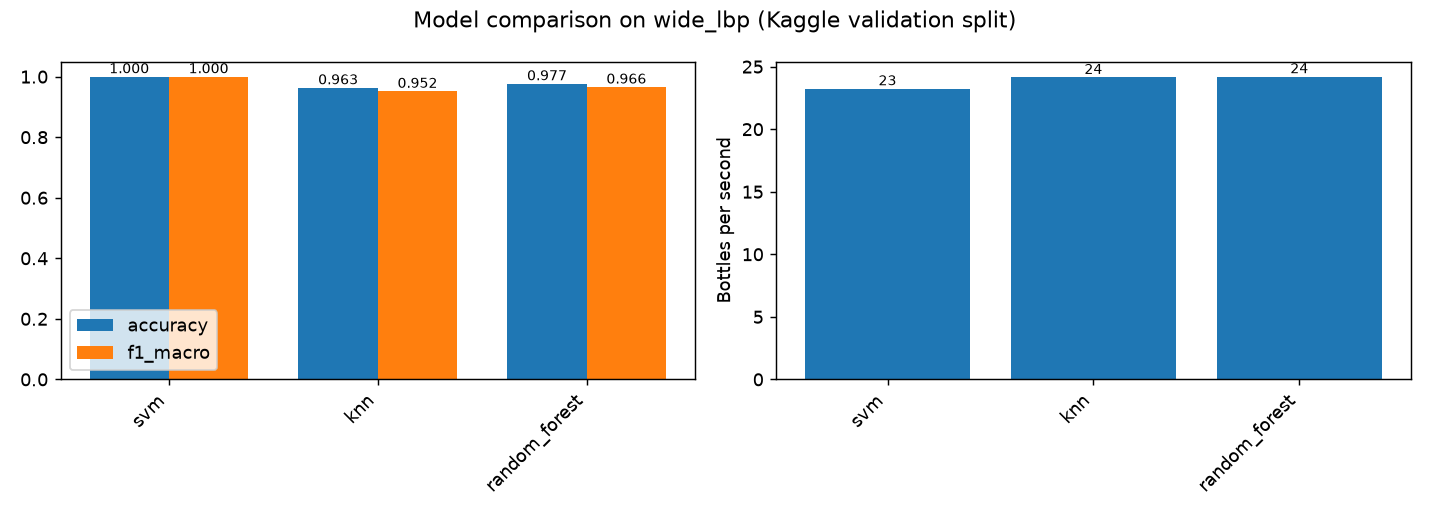 Model comparison on wide_lbp (Kaggle validation split)
1.0
0.8
0.6
0.4
0.2
0.0
1.000
1.000
0.963
0.952
0.977
0.966
accuracy
f1_macro
svm
knn
random_forest
Bottles per second
25
20
15
10
5
0
23
24
24
svm
knn
random_forest